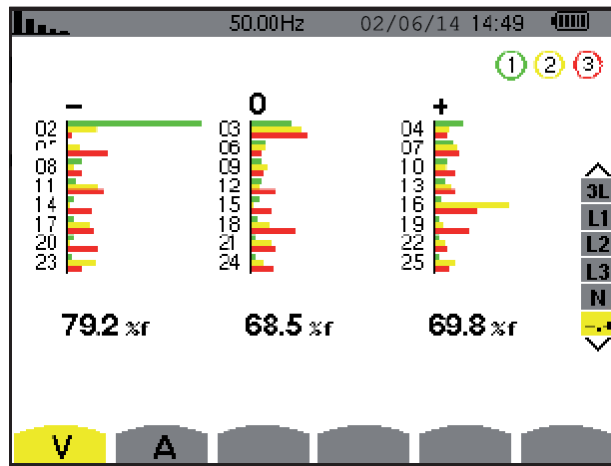 50.00Hz 02/06/14 14:49
1 2 3
− 0 +
02 03 04
06 07
08 09 10
11 12 13
14 15 16
17 18 19
20 21 22
23 24 25
79.2 %f 68.5 %f 69.8 %f
3L
L1
L2
L3
N
−.+
V A